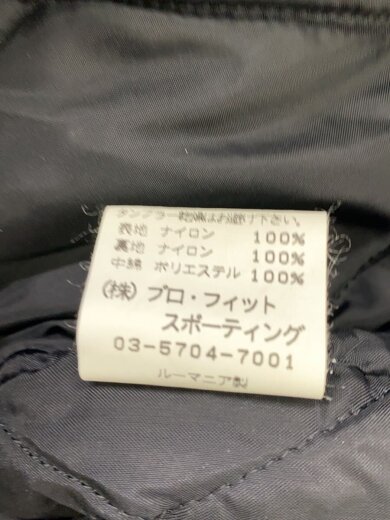 タンブラー乾燥はお避け下さい。
表地 ナイロン 100%
裏地 ナイロン 100%
中綿 ポリエステル 100%
(株) プロ・フィット
スポーティング
03-5704-7001
ルーマニア製